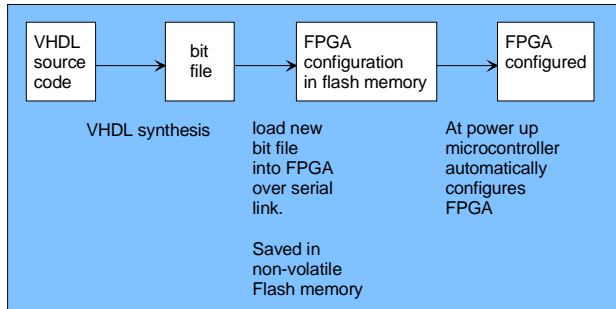 VHDL
source
code
bit
file
FPGA
configuration
in flash memory
FPGA
configured
VHDL synthesis
load new
bit file
into FPGA
over serial
link.
Saved in
non-volatile
Flash memory
At power up
microcontroller
automatically
configures
FPGA